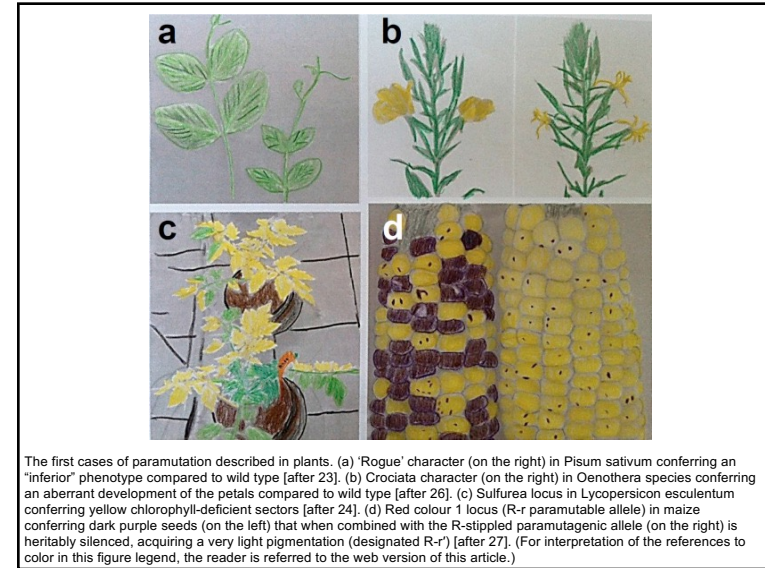 a
b
c
d
The first cases of paramutation described in plants. (a) ‘Rogue’ character (on the right) in Pisum sativum conferring an
“inferior” phenotype compared to wild type [after 23]. (b) Crociata character (on the right) in Oenothera species conferring
an aberrant development of the petals compared to wild type [after 26]. (c) Sulfurea locus in Lycopersicon esculentum
conferring yellow chlorophyll-deficient sectors [after 24]. (d) Red colour 1 locus (R-r paramutable allele) in maize
conferring dark purple seeds (on the left) that when combined with the R-stippled paramutagenic allele (on the right) is
heritably silenced, acquiring a very light pigmentation (designated R-r′) [after 27]. (For interpretation of the references to
color in this figure legend, the reader is referred to the web version of this article.)